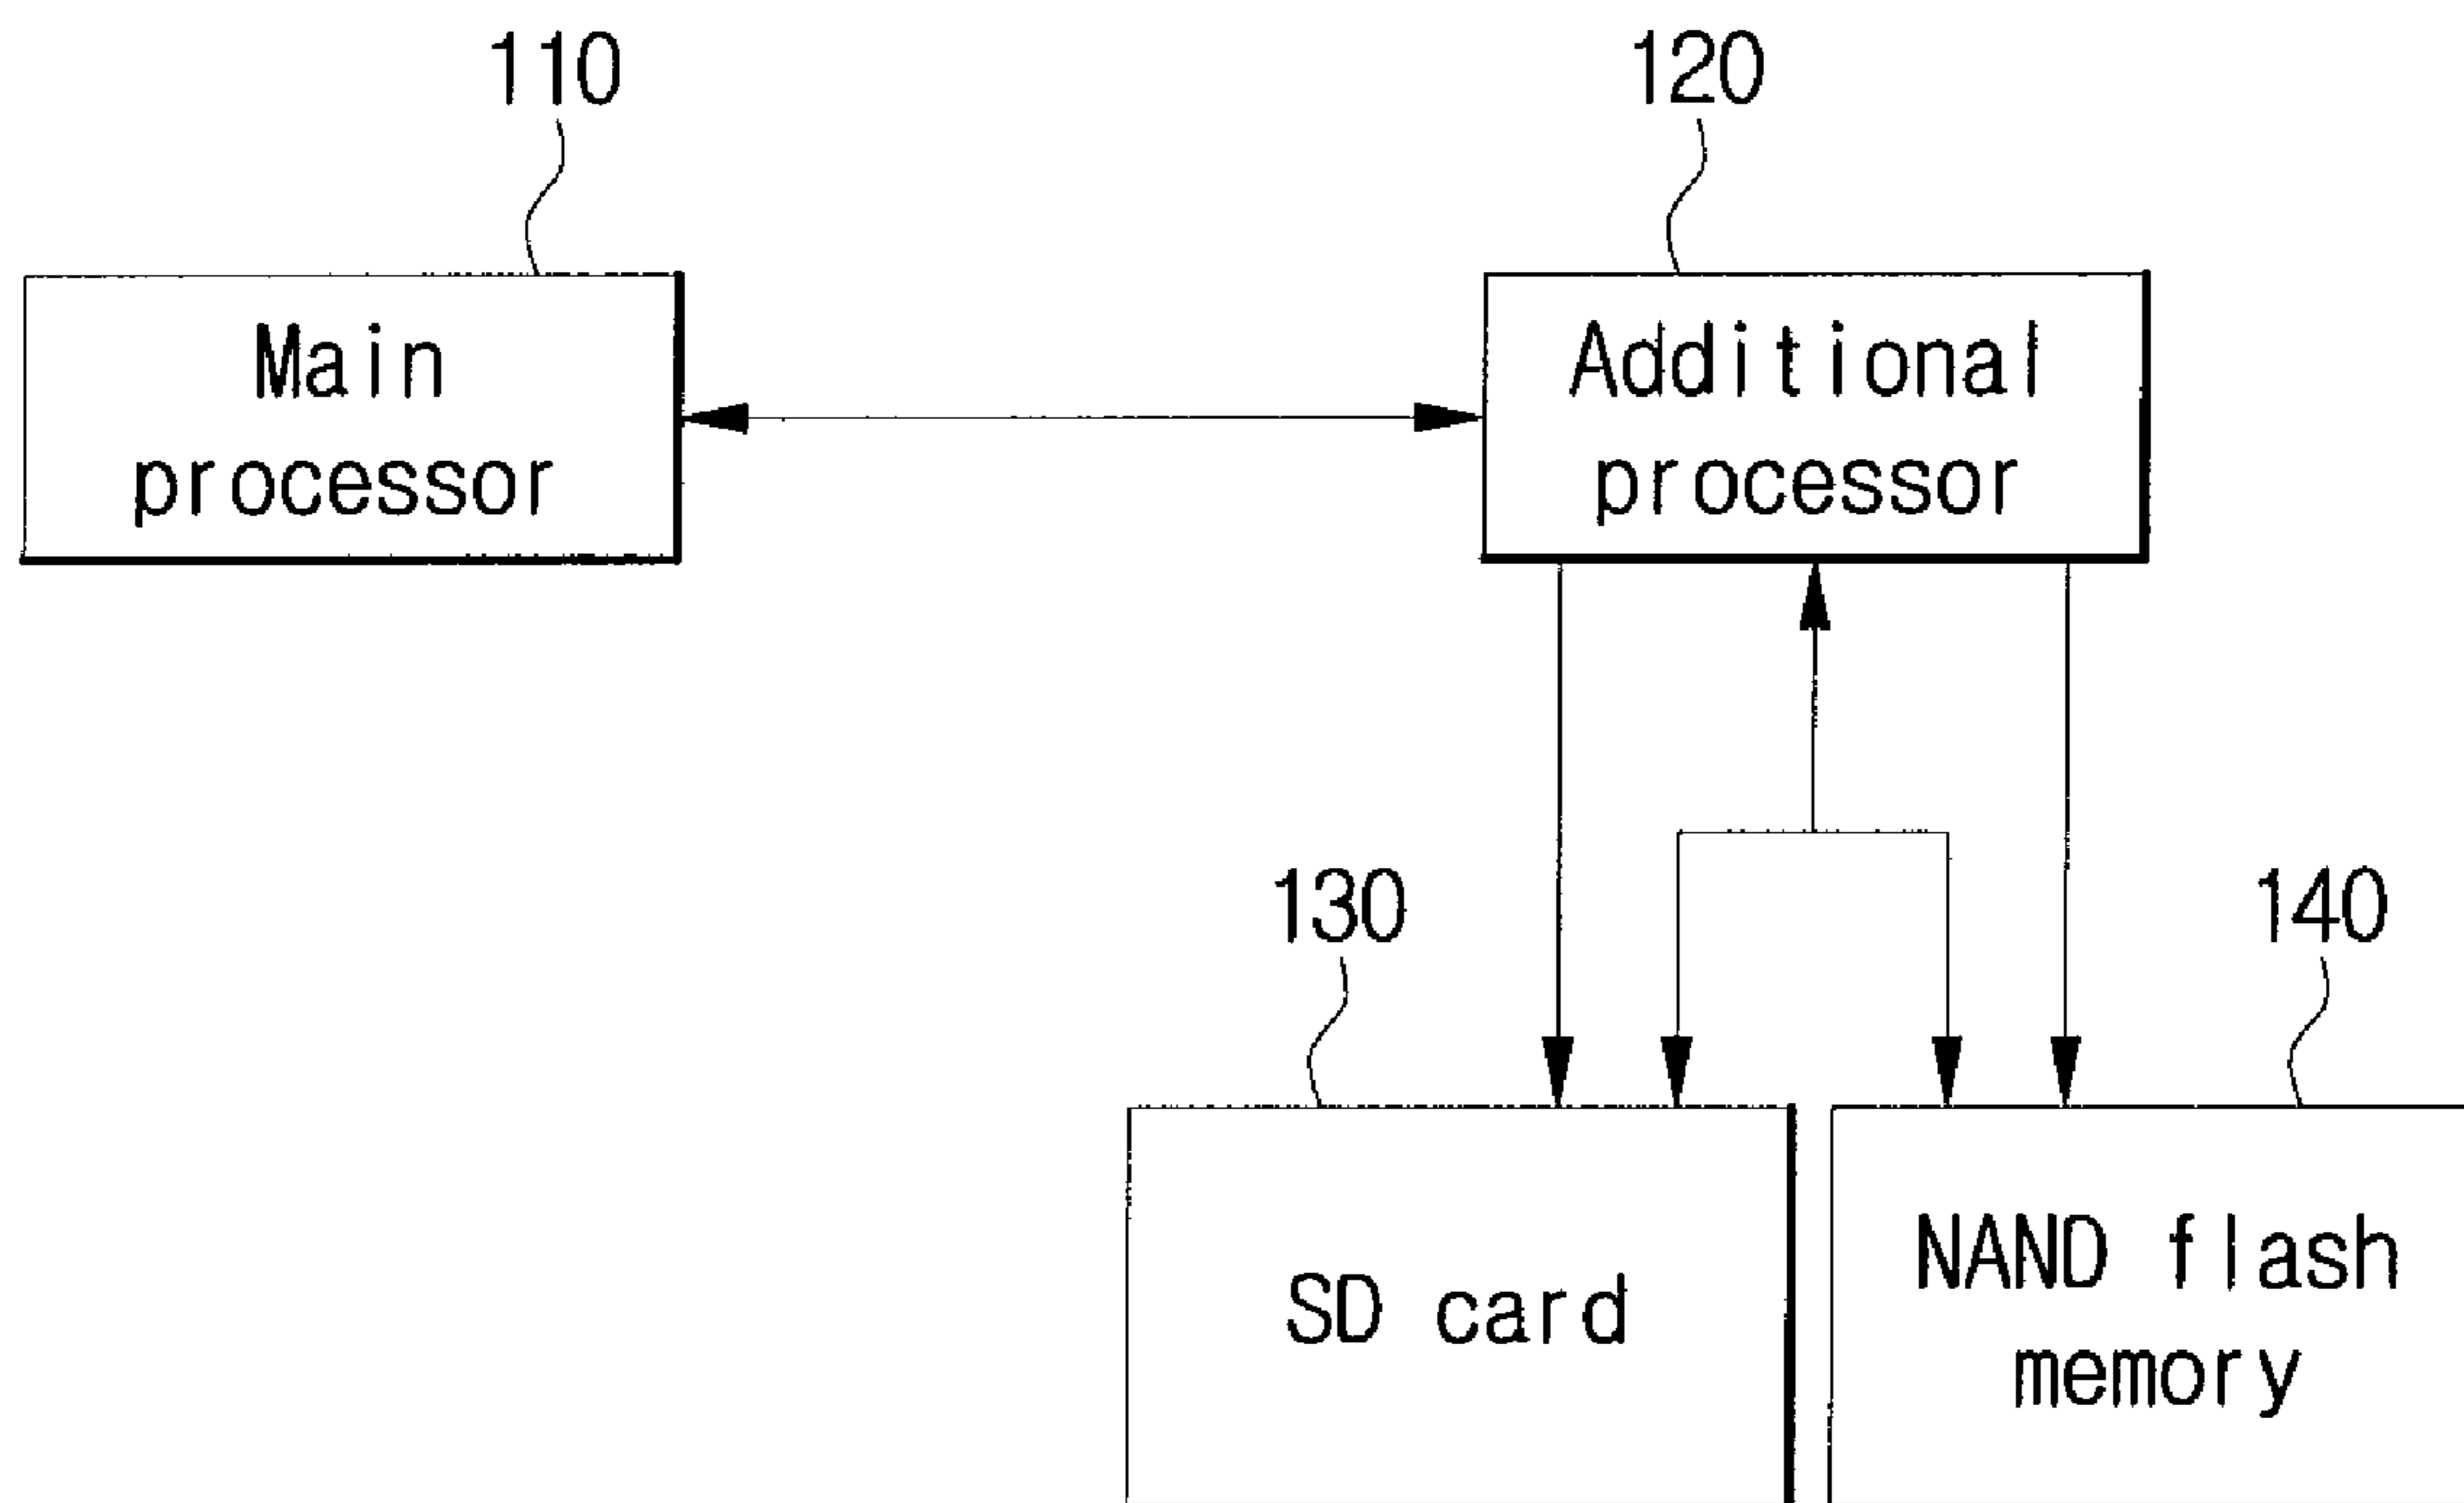 110
120
Main
processor
Additional
processor
130
140
SD card
NAND flash
memory